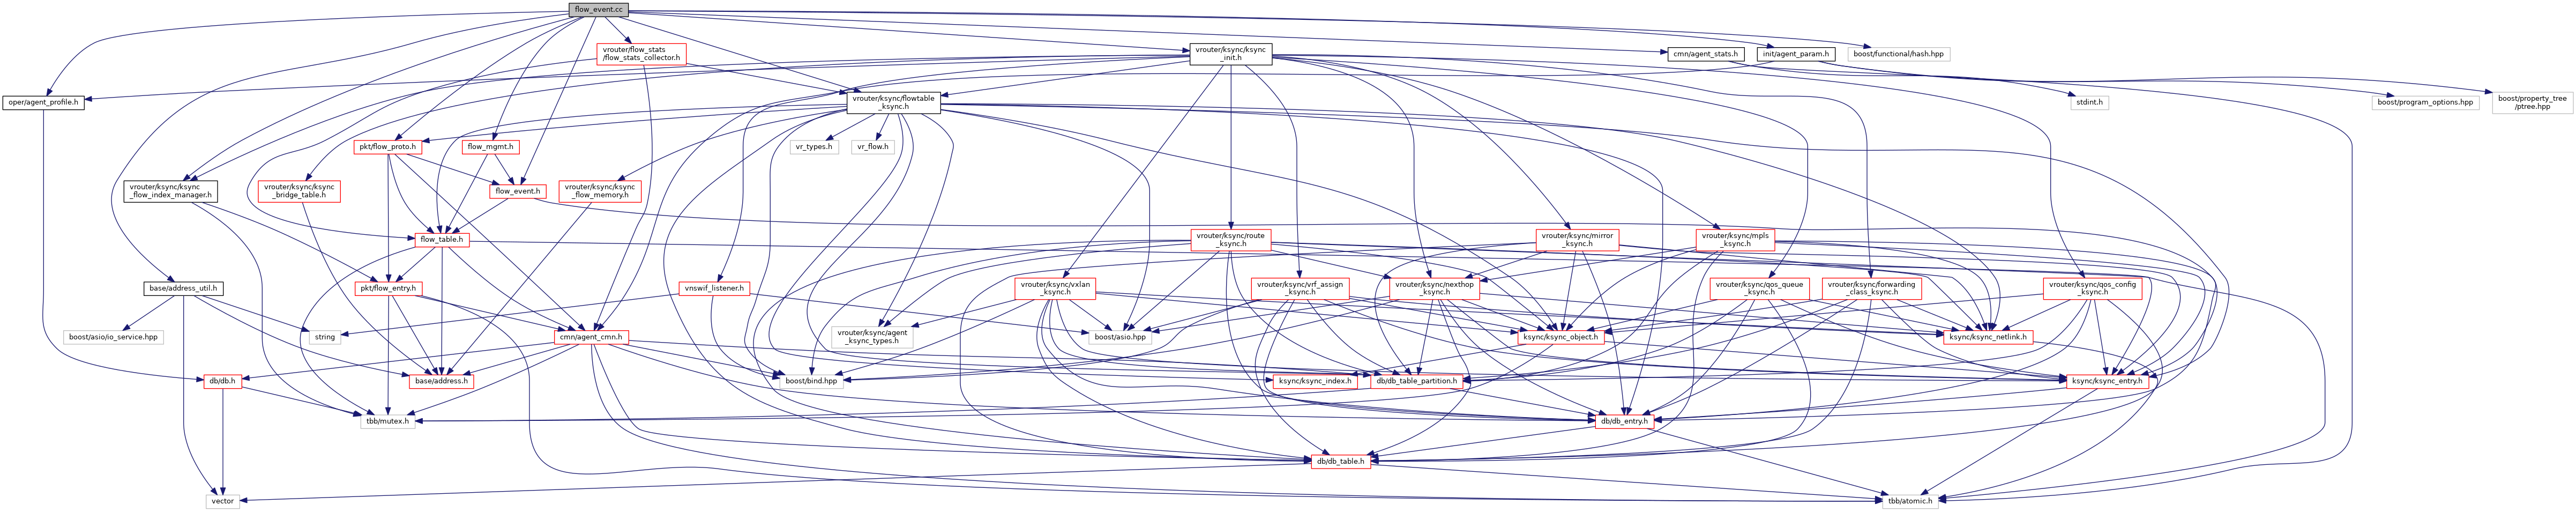 flow_event.cc
vrouter/flow_stats
/flow_stats_collector.h
vrouter/ksync/ksync
_init.h
cmn/agent_stats.h
init/agent_param.h
boost/functional/hash.hpp
oper/agent_profile.h
vrouter/ksync/flowtable
_ksync.h
stdint.h
boost/program_options.hpp
boost/property_tree
/ptree.hpp
pkt/flow_proto.h
flow_mgmt.h
vr_types.h
vr_flow.h
vrouter/ksync/ksync
_flow_index_manager.h
vrouter/ksync/ksync
_bridge_table.h
flow_event.h
vrouter/ksync/ksync
_flow_memory.h
flow_table.h
vrouter/ksync/route
_ksync.h
vrouter/ksync/mirror
_ksync.h
vrouter/ksync/mpls
_ksync.h
base/address_util.h
pkt/flow_entry.h
vnswif_listener.h
vrouter/ksync/vxlan
_ksync.h
vrouter/ksync/vrf_assign
_ksync.h
vrouter/ksync/nexthop
_ksync.h
vrouter/ksync/qos_queue
_ksync.h
vrouter/ksync/forwarding
_class_ksync.h
vrouter/ksync/qos_config
_ksync.h
boost/asio/io_service.hpp
string
cmn/agent_cmn.h
vrouter/ksync/agent
_ksync_types.h
boost/asio.hpp
ksync/ksync_object.h
ksync/ksync_netlink.h
db/db.h
base/address.h
boost/bind.hpp
ksync/ksync_index.h
db/db_table_partition.h
ksync/ksync_entry.h
tbb/mutex.h
db/db_entry.h
db/db_table.h
vector
tbb/atomic.h